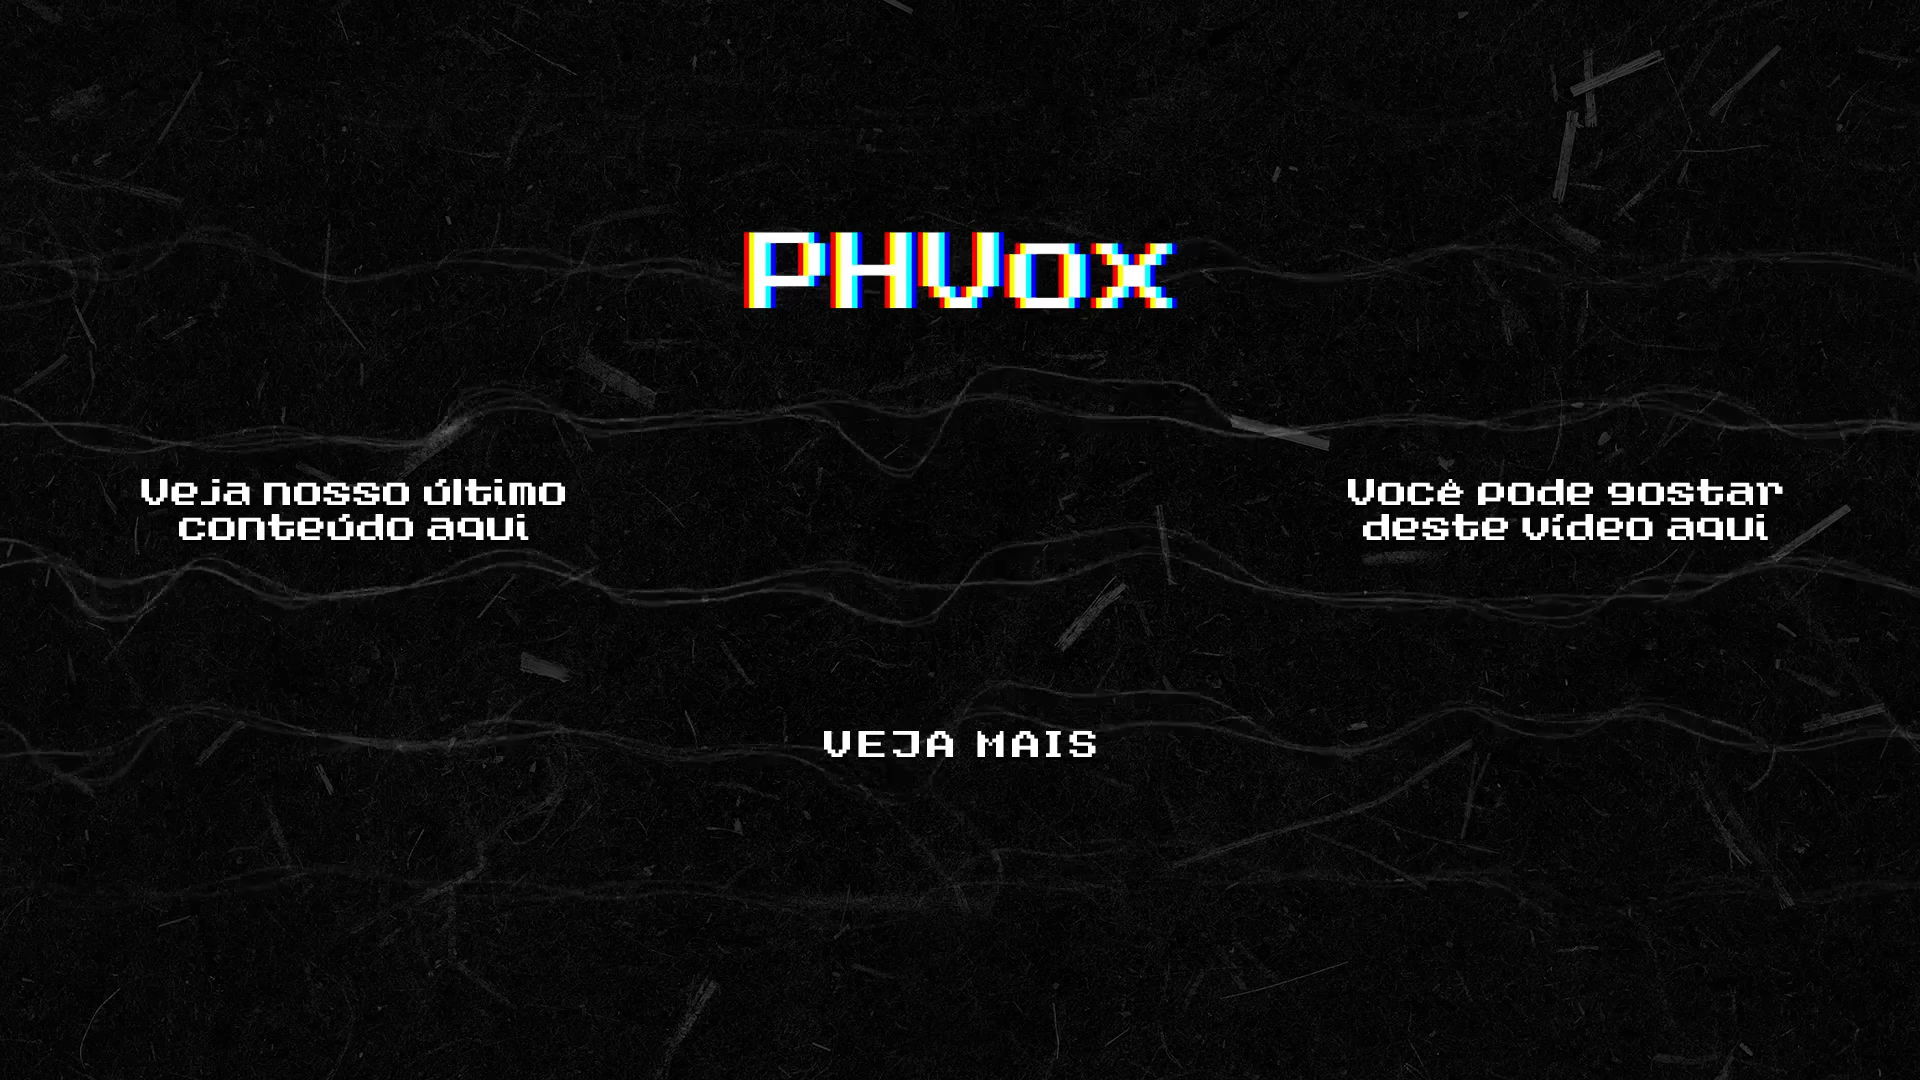 PHVox
Veja nosso último
conteúdo aqui
Você pode gostar
deste vídeo aqui
VEJA MAIS